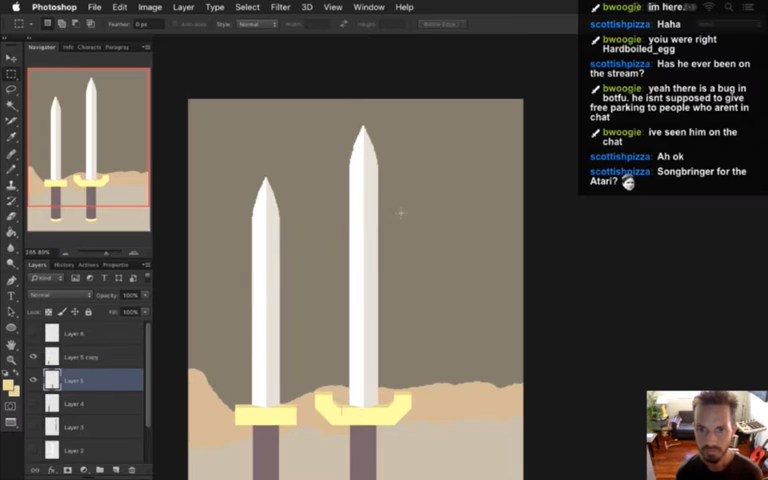 Photoshop File Edit Image Layer Type Select Filter 3D View Window Help
Feather: 0 px Style: Normal
Navigator Info Paragrap
Layers History Actions
Kind
Normal Opacity: 100%
Lock: Fill: 100%
Layer 6
Layer 5 copy
Layer 5
Layer 4
Layer 3
Layer 2
bwoogie: im here.
scottishpizza: Haha
bwoogie: yoiu were right
Hardboiled_egg
scottishpizza: Has he ever been on
the stream?
bwoogie: yeah there is a bug in
botfu. he isnt supposed to give
free parking to people who arent in
chat
bwoogie: ive seen him on the
chat
scottishpizza: Ah ok
scottishpizza: Songbringer for the
Atari?